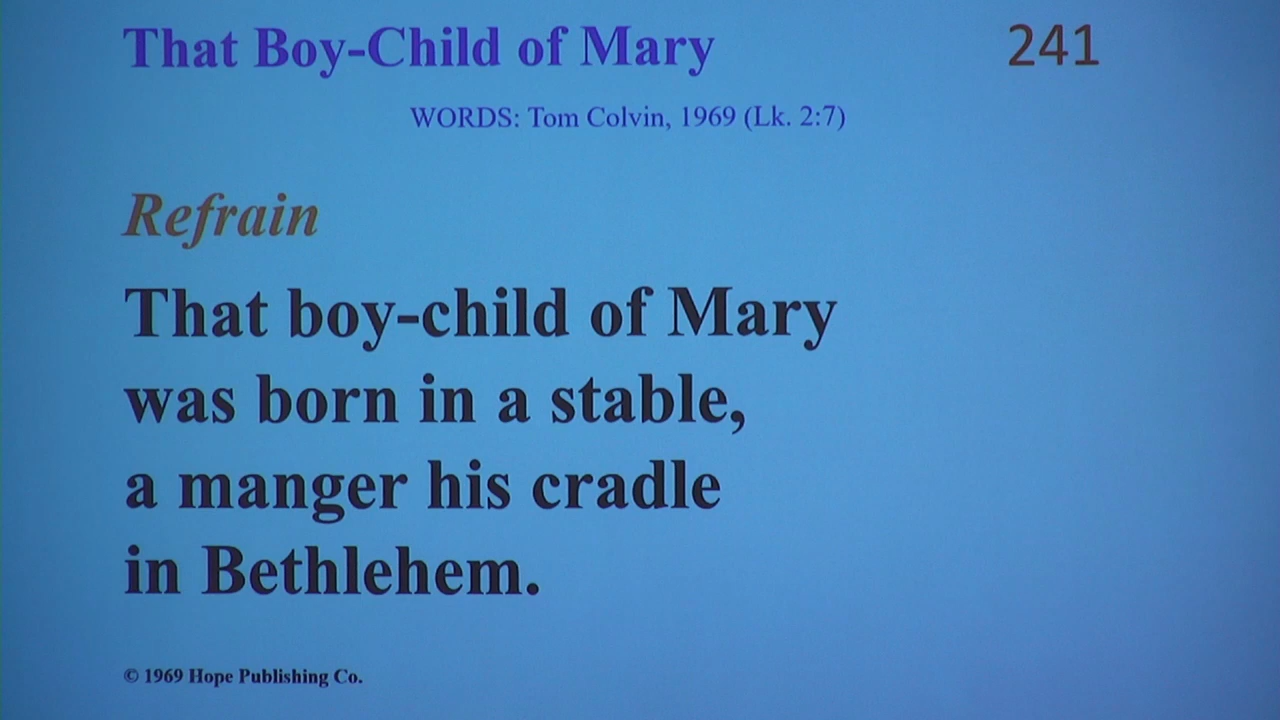 That Boy-Child of Mary 241
WORDS: Tom Colvin, 1969 (Lk. 2:7)
Refrain
That boy-child of Mary
was born in a stable,
a manger his cradle
in Bethlehem.
© 1969 Hope Publishing Co.